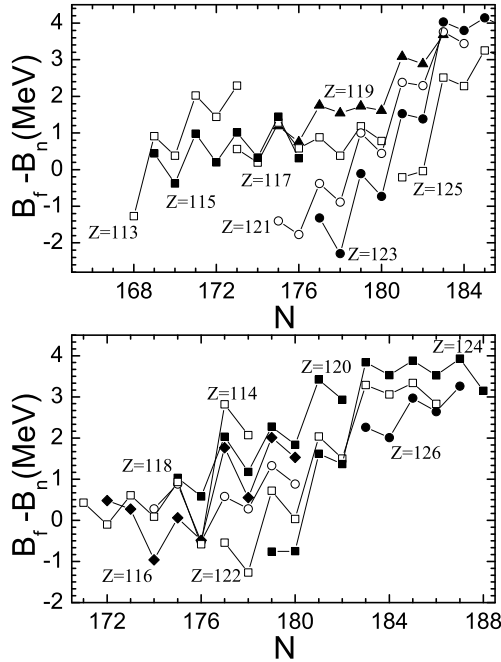 4
3
2
1
0
-1
-2
B_f -B_n(MeV)
Z=119
Z=115
Z=117
Z=125
Z=113
Z=121
Z=123
168 172 176 180 184
N
4
3
2
1
0
-1
-2
B_f -B_n(MeV)
Z=124
Z=120
Z=114
Z=118
Z=126
Z=116
Z=122
172 176 180 184 188
N